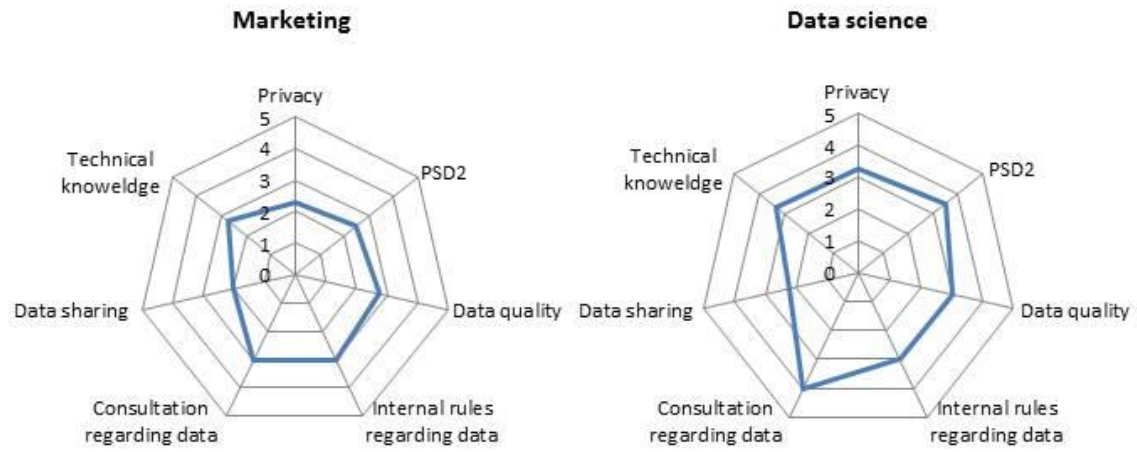 Marketing
Privacy
5
4
3
2
1
0
PSD2
Data quality
Internal rules
regarding data
Consultation
regarding data
Data sharing
Technical
knoweldge
Data science
Privacy
5
4
3
2
1
0
PSD2
Data quality
Internal rules
regarding data
Consultation
regarding data
Data sharing
Technical
knoweldge